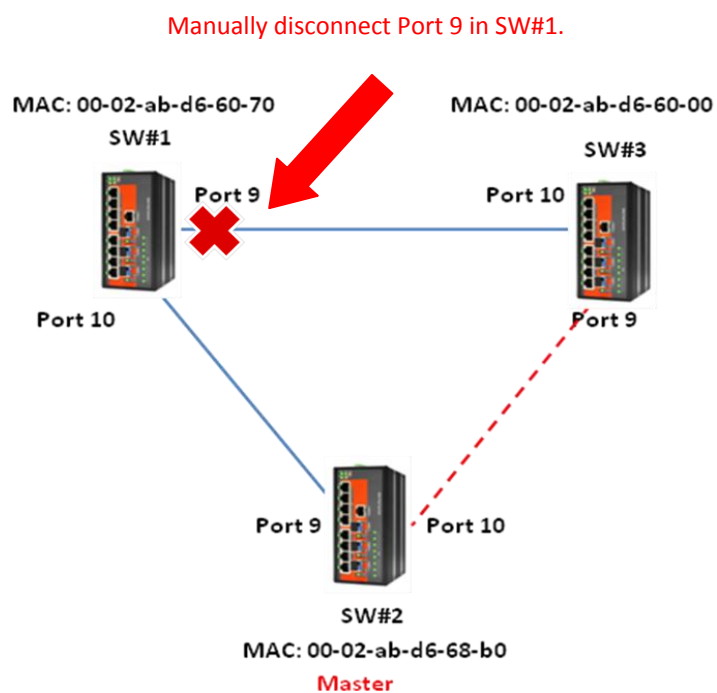 Manually disconnect Port 9 in SW#1.
MAC: 00-02-ab-d6-60-70
SW#1
MAC: 00-02-ab-d6-60-00
SW#3
Port 9
Port 10
Port 10
Port 9
Port 9
Port 10
SW#2
MAC: 00-02-ab-d6-68-b0
Master